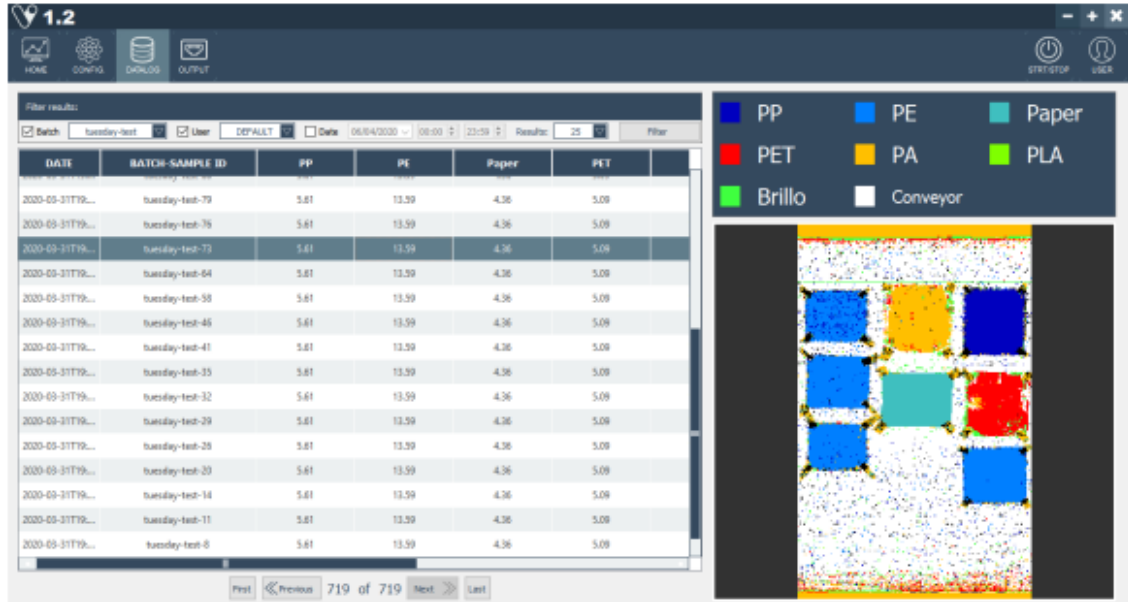 1.2
HOME CONFIG. DATALOG OUTPUT STRT:STOP USER
Filter results:
Batch tuesday-test User DEFAULT Date 06/04/2020 00:00 23:59 Results: 25 Filter
DATE BATCH-SAMPLE ID PP PE Paper PET
2020-03-31T19:... tuesday-test-79 5.61 13.59 4.36 5.09
2020-03-31T19:... tuesday-test-76 5.61 13.59 4.36 5.09
2020-03-31T19:... tuesday-test-73 5.61 13.59 4.36 5.09
2020-03-31T19:... tuesday-test-64 5.61 13.59 4.36 5.09
2020-03-31T19:... tuesday-test-58 5.61 13.59 4.36 5.09
2020-03-31T19:... tuesday-test-46 5.61 13.59 4.36 5.09
2020-03-31T19:... tuesday-test-41 5.61 13.59 4.36 5.09
2020-03-31T19:... tuesday-test-35 5.61 13.59 4.36 5.09
2020-03-31T19:... tuesday-test-32 5.61 13.59 4.36 5.09
2020-03-31T19:... tuesday-test-29 5.61 13.59 4.36 5.09
2020-03-31T19:... tuesday-test-26 5.61 13.59 4.36 5.09
2020-03-31T19:... tuesday-test-20 5.61 13.59 4.36 5.09
2020-03-31T19:... tuesday-test-14 5.61 13.59 4.36 5.09
2020-03-31T19:... tuesday-test-11 5.61 13.59 4.36 5.09
2020-03-31T19:... tuesday-test-8 5.61 13.59 4.36 5.09
First Previous 719 of 719 Next Last
PP PE Paper
PET PA PLA
Brillo Conveyor